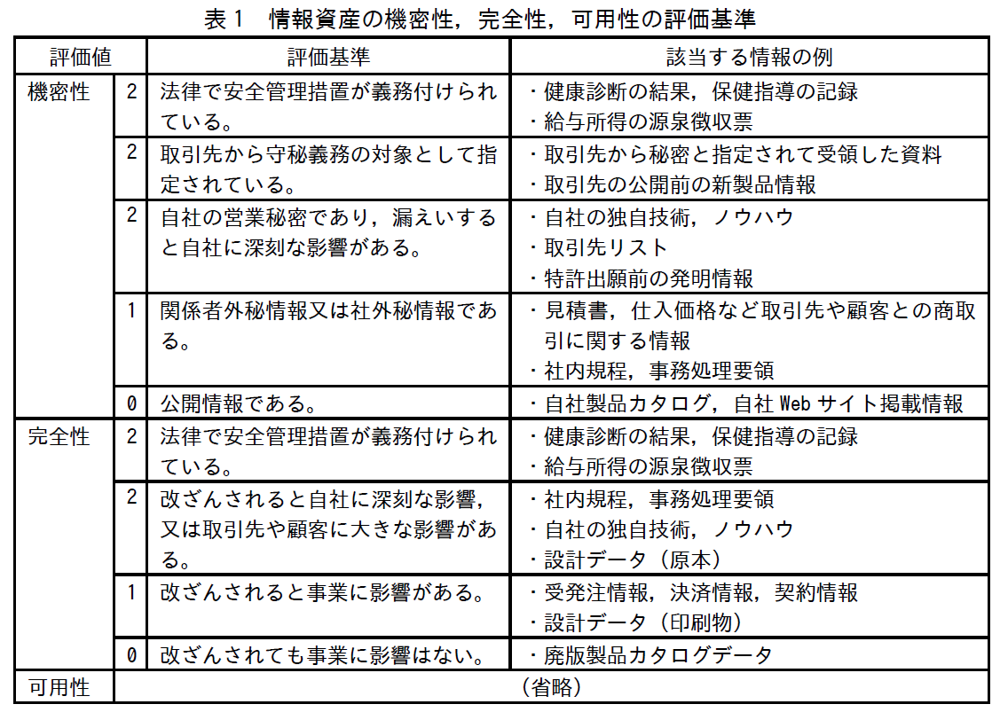 表1　情報資産の機密性，完全性，可用性の評価基準
評価値　評価基準　該当する情報の例
機密性　2　法律で安全管理措置が義務付けられ　・健康診断の結果，保健指導の記録
ている。　・給与所得の源泉徴収票
2　取引先から守秘義務の対象として指　・取引先から秘密と指定されて受領した資料
定されている。　・取引先の公開前の新製品情報
2　自社の営業秘密であり，漏えいする　・自社の独自技術，ノウハウ
と自社に深刻な影響がある。　・取引先リスト
・特許出願前の発明情報
1　関係者外秘情報又は社外秘情報であ　・見積書，仕入価格など取引先や顧客との商取
る。　引に関する情報
・社内規程，事務処理要領
0　公開情報である。　・自社製品カタログ，自社Webサイト掲載情報
完全性　2　法律で安全管理措置が義務付けられ　・健康診断の結果，保健指導の記録
ている。　・給与所得の源泉徴収票
2　改ざんされると自社に深刻な影響，　・社内規程，事務処理要領
又は取引先や顧客に大きな影響があ　・自社の独自技術，ノウハウ
る。　・設計データ（原本）
1　改ざんされると事業に影響がある。　・受発注情報，決済情報，契約情報
・設計データ（印刷物）
0　改ざんされても事業に影響はない。　・廃版製品カタログデータ
可用性　（省略）